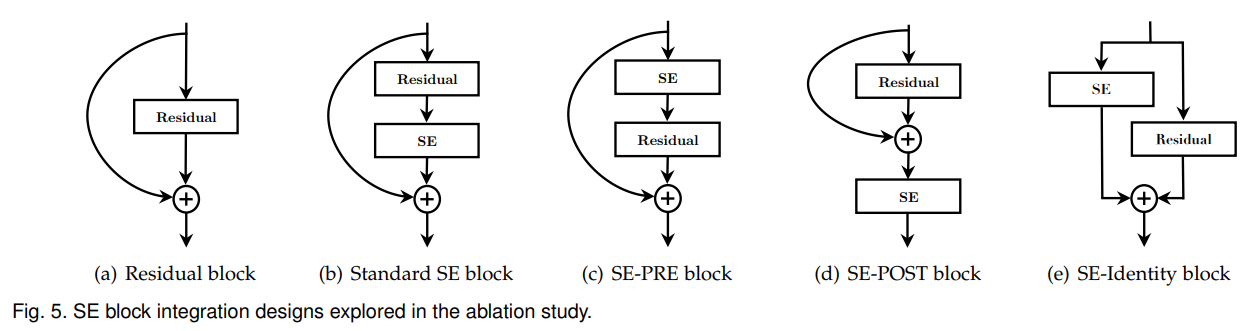 Residual
Residual
SE
SE
Residual
Residual
SE
SE
Residual
(a) Residual block
(b) Standard SE block
(c) SE-PRE block
(d) SE-POST block
(e) SE-Identity block
Fig. 5. SE block integration designs explored in the ablation study.